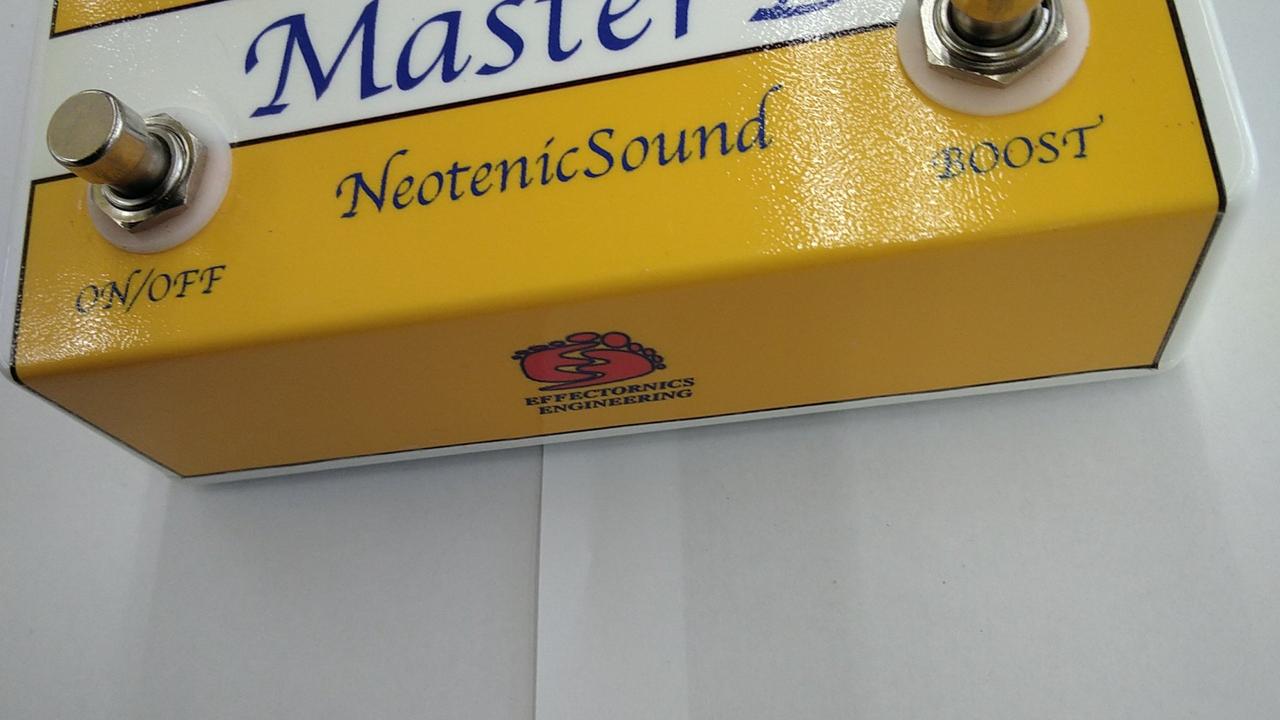 Master
NeotenicSound
BOOST
ON/OFF
EFFECTORNICS
ENGINEERING